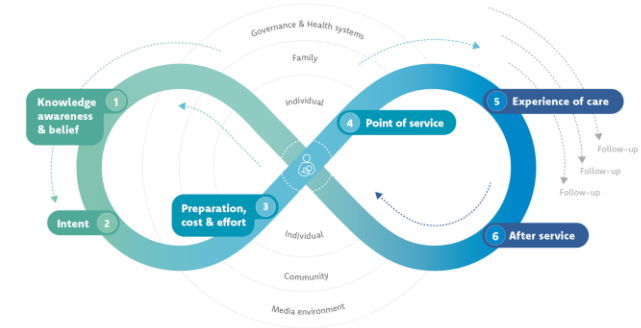 Governance & Health systems
Family
Individual
Knowledge
awareness
& belief
1
Intent
2
Preparation,
cost & effort
3
4
Point of service
5
Experience of care
6
After service
Follow-up
Follow-up
Follow-up
Individual
Community
Media environment